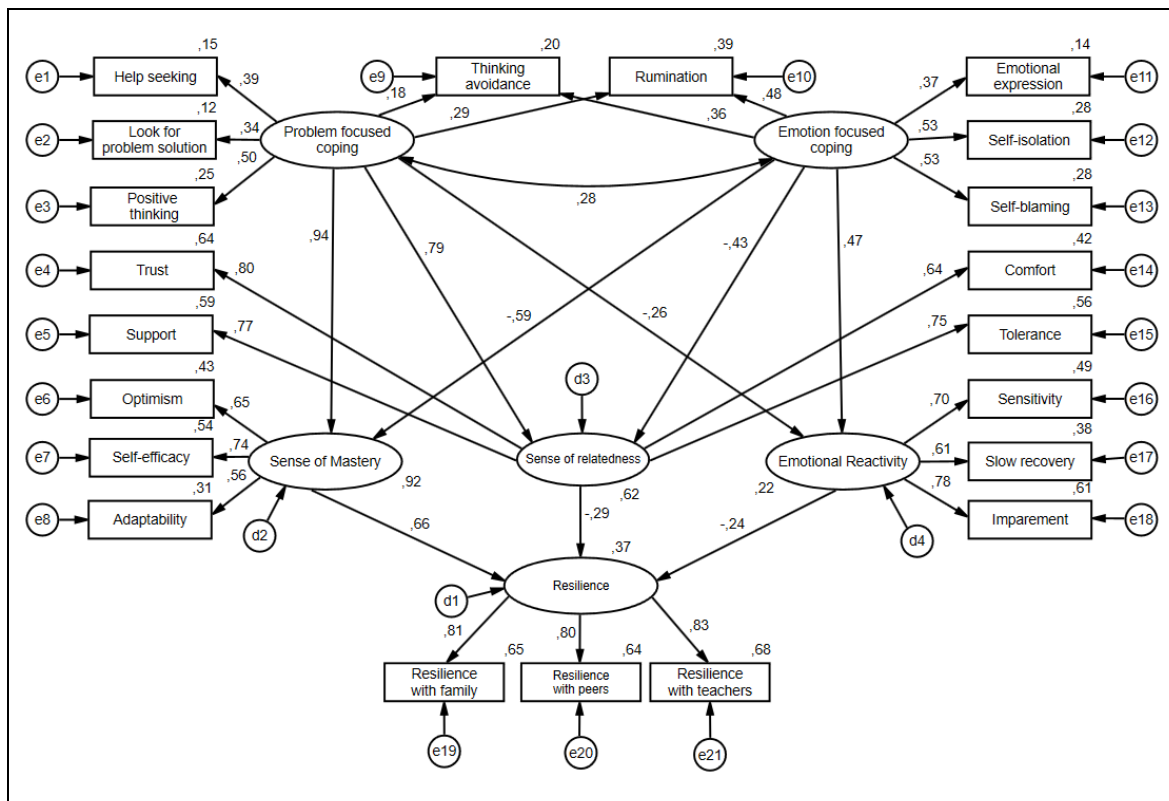 ,15
,20
,39
,14
e1
Help seeking
,39
e9
Thinking
avoidance
Rumination
e10
Emotional
expression
e11
,18
,48
,37
,12
,29
,36
,28
e2
Look for
problem solution
,34
Problem focused
coping
Emotion focused
coping
,53
Self-isolation
e12
,50
,53
,25
,28
,28
e3
Positive
thinking
Self-blaming
e13
,64
,94
,79
-,43
,47
,42
e4
Trust
,80
,64
Comfort
e14
,59
-,59
-,26
,56
e5
Support
,77
,75
Tolerance
e15
,43
d3
,49
e6
Optimism
,65
,70
Sensitivity
e16
,54
,38
e7
Self-efficacy
,74
Sense of Mastery
Sense of relatedness
Emotional Reactivity
,61
Slow recovery
e17
,56
,92
,62
,22
,78
,31
,61
e8
Adaptability
d2
,66
-,29
-,24
d4
Imparement
e18
,37
Resilience
d1
,81
,80
,83
,65
,64
,68
Resilience
with family
Resilience
with peers
Resilience
with teachers
e19
e20
e21